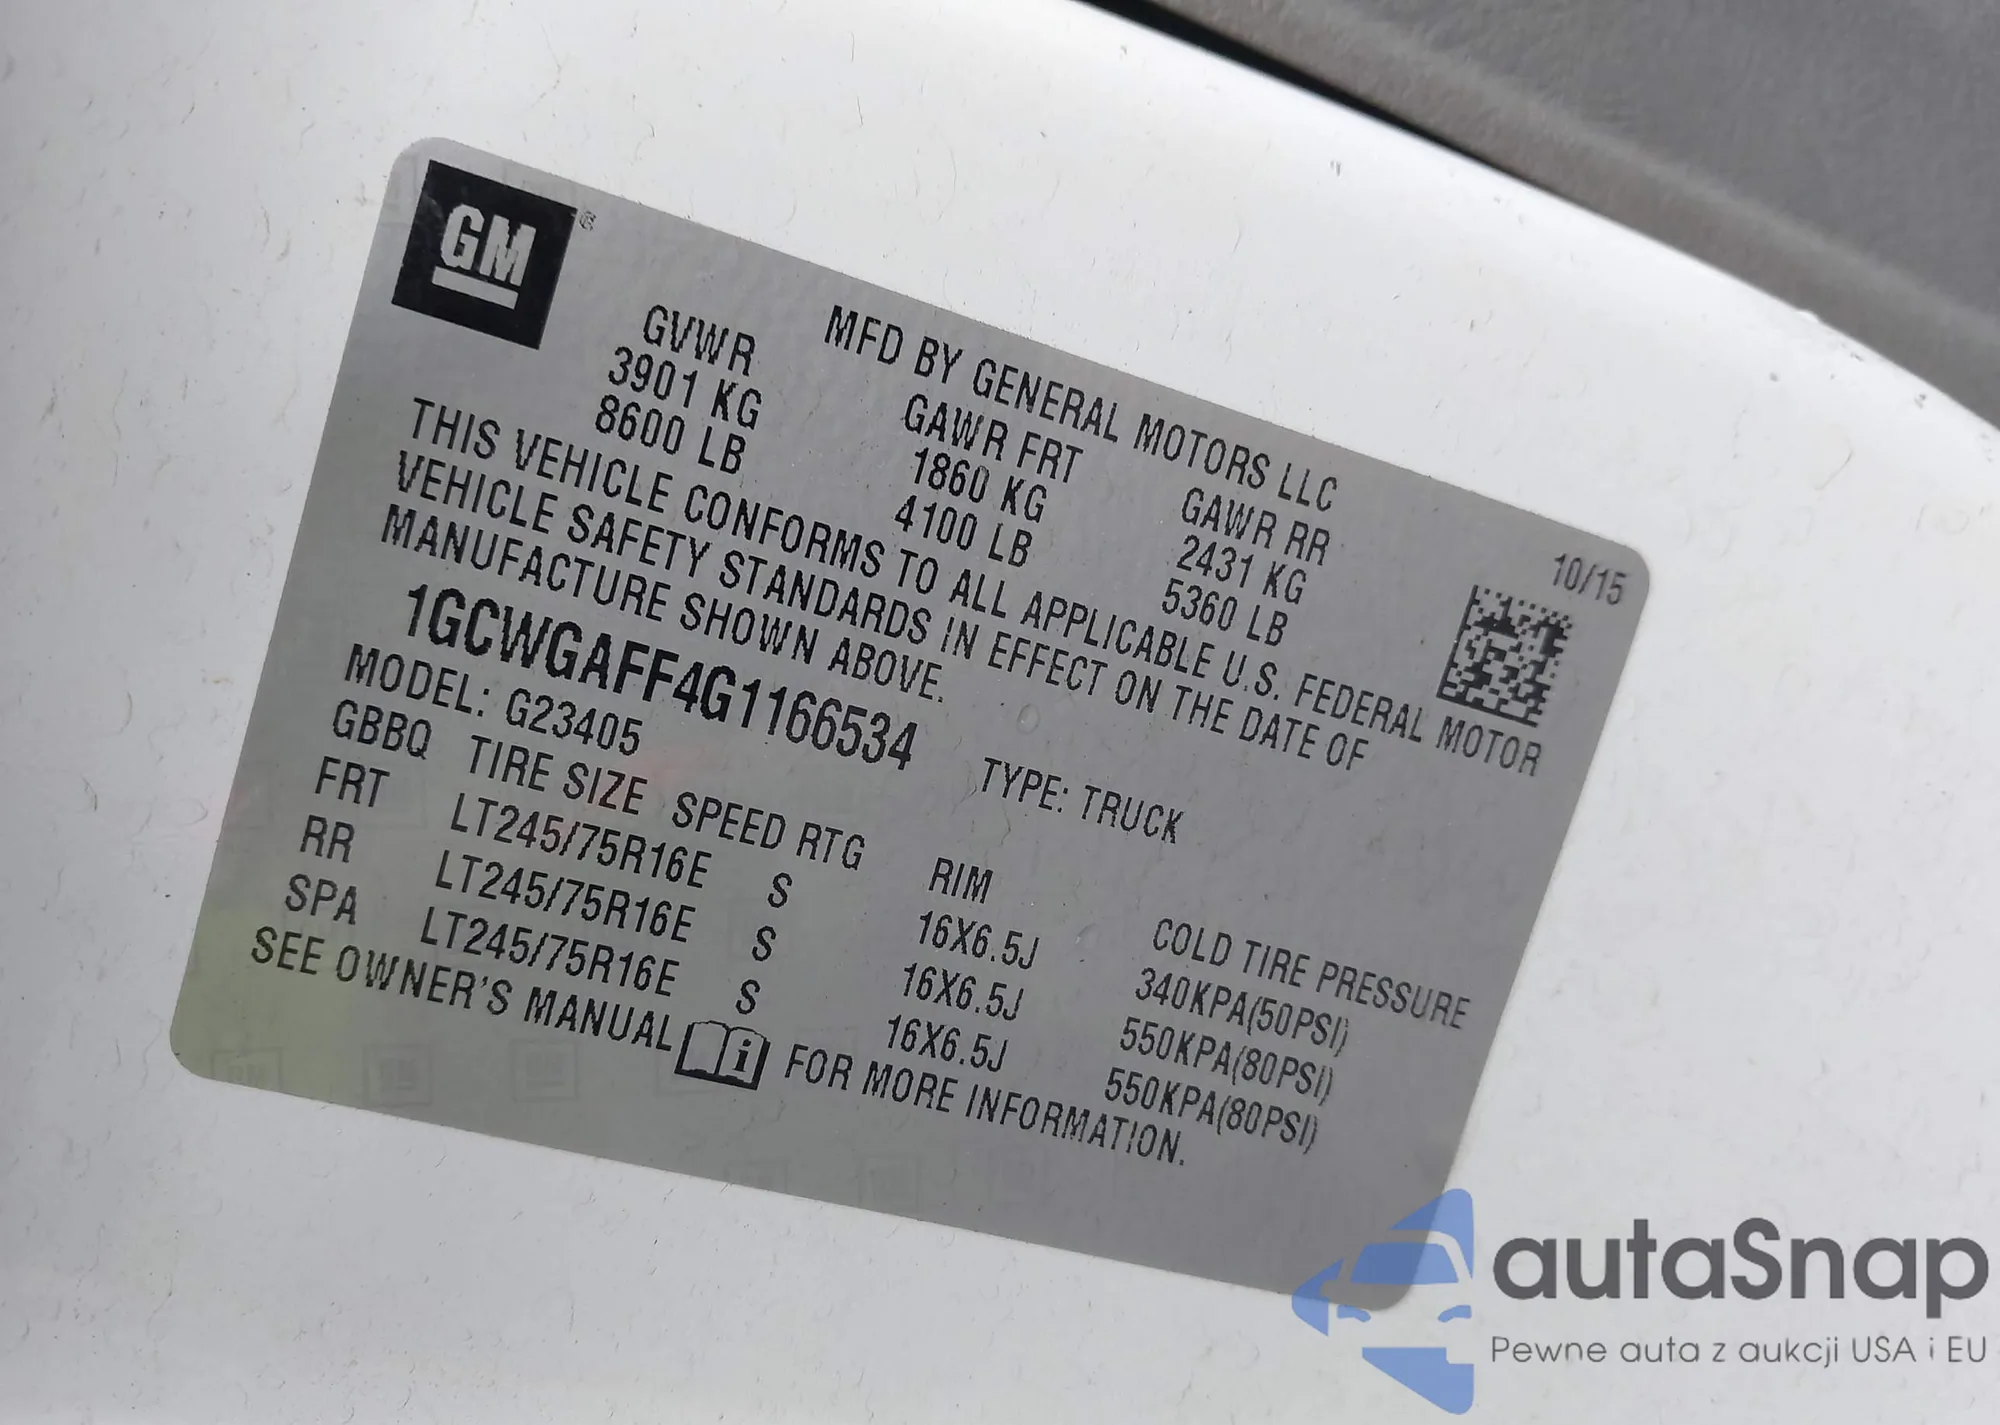 GM®
MFD BY GENERAL MOTORS LLC
10/15
GVWR GAWR FRT GAWR RR
3901 KG 1860 KG 2431 KG
8600 LB 4100 LB 5360 LB
THIS VEHICLE CONFORMS TO ALL APPLICABLE U.S. FEDERAL MOTOR
VEHICLE SAFETY STANDARDS IN EFFECT ON THE DATE OF
MANUFACTURE SHOWN ABOVE.
1GCWGAFF4G1166534 TYPE: TRUCK
MODEL: G23405
GBBQ TIRE SIZE SPEED RTG RIM COLD TIRE PRESSURE
FRT LT245/75R16E S 16X6.5J 340KPA(50PSI)
RR LT245/75R16E S 16X6.5J 550KPA(80PSI)
SPA LT245/75R16E S 16X6.5J 550KPA(80PSI)
SEE OWNER'S MANUAL i FOR MORE INFORMATION.
autaSnap
Pewne auta z aukcji USA i EU